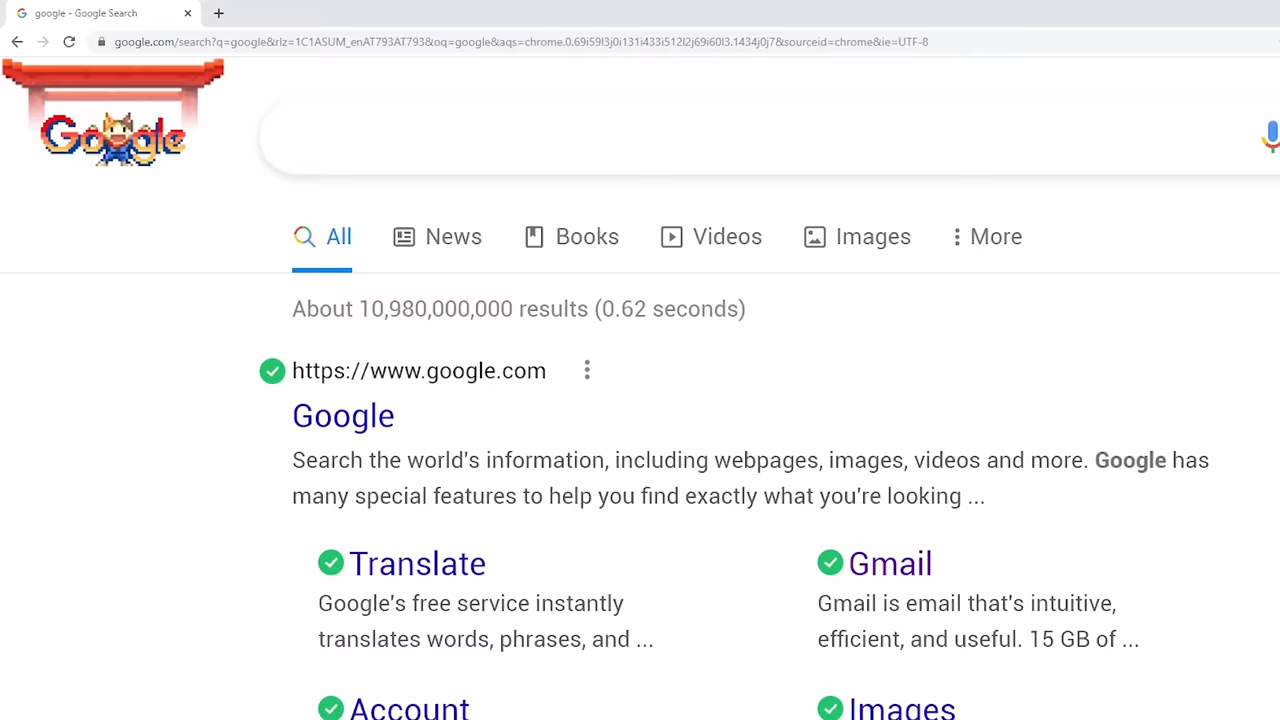 google - Google Search
google.com/search?q=google&rlz=1C1ASUM_enAT793AT793&oq=google&aqs=chrome.0.69i59l3j0i131i433i512l2j69i60l3.1434j0j7&sourceid=chrome&ie=UTF-8
Google
All News Books Videos Images More
About 10,980,000,000 results (0.62 seconds)
https://www.google.com
Google
Search the world's information, including webpages, images, videos and more. Google has
many special features to help you find exactly what you're looking ...
Translate Gmail
Google's free service instantly Gmail is email that's intuitive,
translates words, phrases, and ... efficient, and useful. 15 GB of ...
Account Images